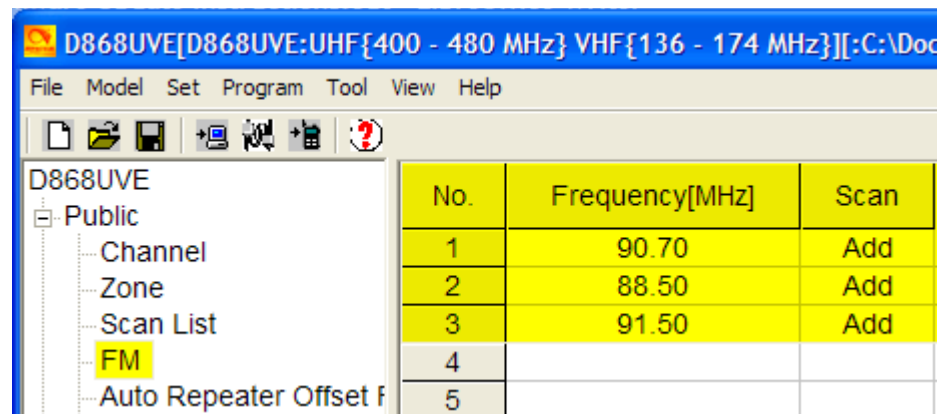 D868UVE[D868UVE:UHF{400 - 480 MHz} VHF{136 - 174 MHz}][:C:\Doc
File Model Set Program Tool View Help
D868UVE
Public
Channel
Zone
Scan List
FM
Auto Repeater Offset F
No. Frequency[MHz] Scan
1 90.70 Add
2 88.50 Add
3 91.50 Add
4
5